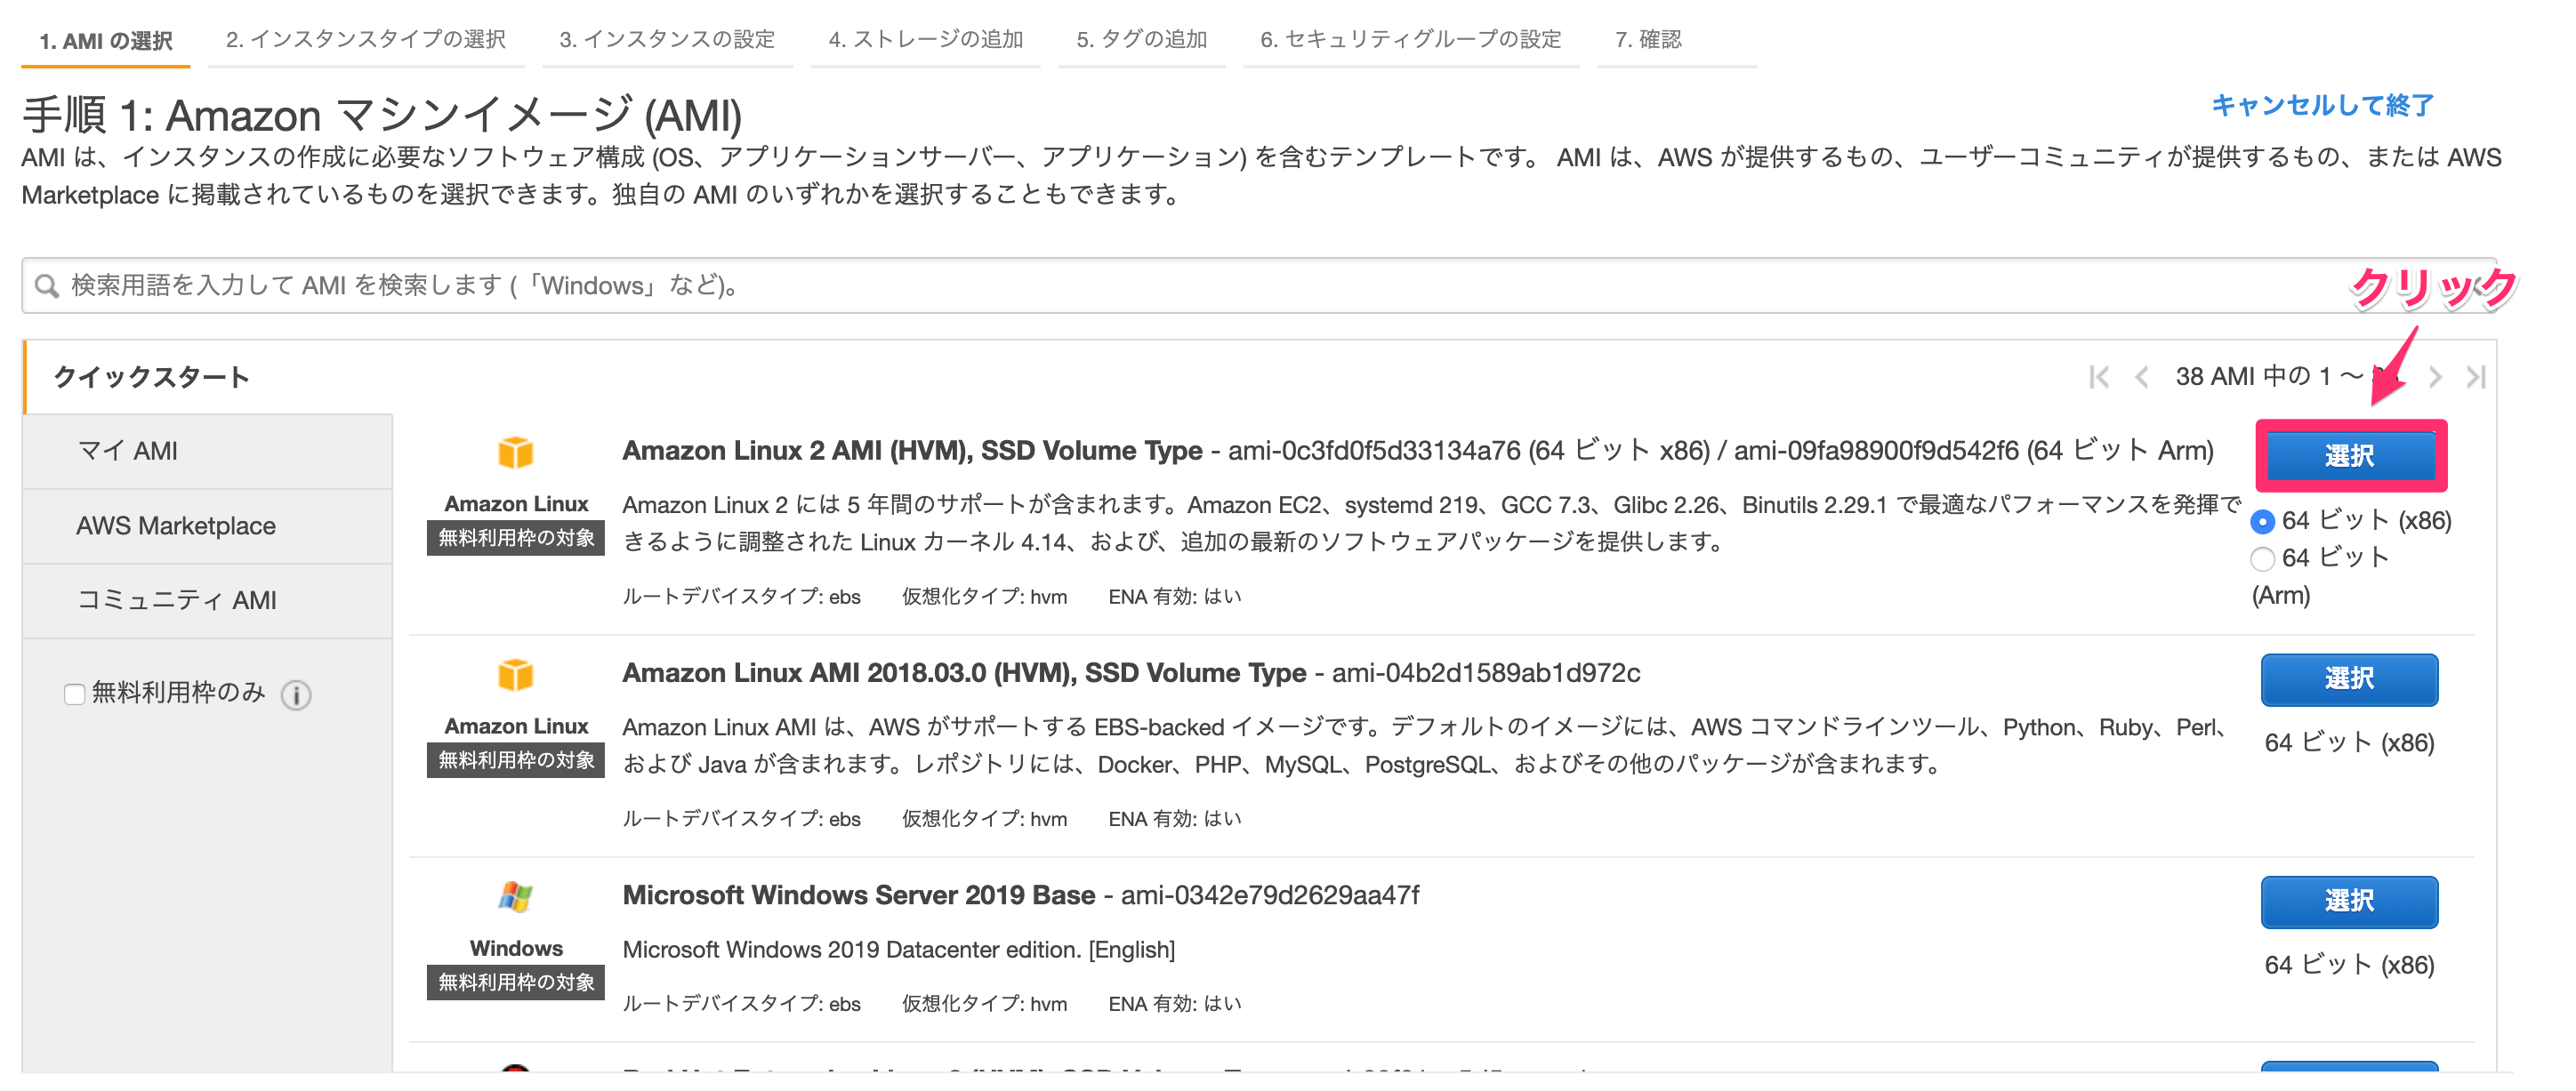 1. AMI の選択
2. インスタンスタイプの選択
3. インスタンスの設定
4. ストレージの追加
5. タグの追加
6. セキュリティグループの設定
7. 確認
手順 1: Amazon マシンイメージ (AMI)
キャンセルして終了
AMI は、インスタンスの作成に必要なソフトウェア構成 (OS、アプリケーションサーバー、アプリケーション) を含むテンプレートです。 AMI は、AWS が提供するもの、ユーザーコミュニティが提供するもの、または AWS
Marketplace に掲載されているものを選択できます。独自の AMI のいずれかを選択することもできます。
検索用語を入力して AMI を検索します (「Windows」など)。
クリック
クイックスタート
38 AMI 中の 1 〜
マイ AMI
AWS Marketplace
コミュニティ AMI
無料利用枠のみ
Amazon Linux
無料利用枠の対象
Amazon Linux 2 AMI (HVM), SSD Volume Type - ami-0c3fd0f5d33134a76 (64 ビット x86) / ami-09fa98900f9d542f6 (64 ビット Arm)
Amazon Linux 2 には 5 年間のサポートが含まれます。Amazon EC2、systemd 219、GCC 7.3、Glibc 2.26、Binutils 2.29.1 で最適なパフォーマンスを発揮で
きるように調整された Linux カーネル 4.14、および、追加の最新のソフトウェアパッケージを提供します。
ルートデバイスタイプ: ebs 仮想化タイプ: hvm ENA 有効: はい
選択
64 ビット (x86)
64 ビット
(Arm)
Amazon Linux
無料利用枠の対象
Amazon Linux AMI 2018.03.0 (HVM), SSD Volume Type - ami-04b2d1589ab1d972c
Amazon Linux AMI は、AWS がサポートする EBS-backed イメージです。デフォルトのイメージには、AWS コマンドラインツール、Python、Ruby、Perl、
および Java が含まれます。レポジトリには、Docker、PHP、MySQL、PostgreSQL、およびその他のパッケージが含まれます。
ルートデバイスタイプ: ebs 仮想化タイプ: hvm ENA 有効: はい
選択
64 ビット (x86)
Windows
無料利用枠の対象
Microsoft Windows Server 2019 Base - ami-0342e79d2629aa47f
Microsoft Windows 2019 Datacenter edition. [English]
ルートデバイスタイプ: ebs 仮想化タイプ: hvm ENA 有効: はい
選択
64 ビット (x86)